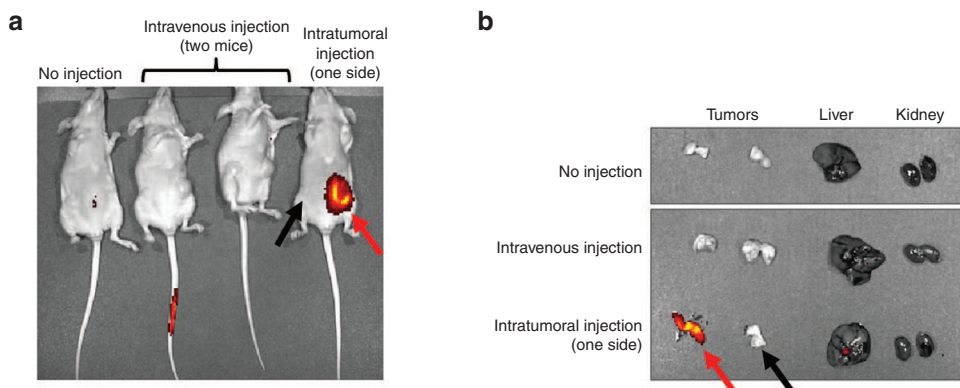 a
Intravenous injection
(two mice)
Intratumoral
injection
(one side)
No injection
b
Tumors Liver Kidney
No injection
Intravenous injection
Intratumoral injection
(one side)